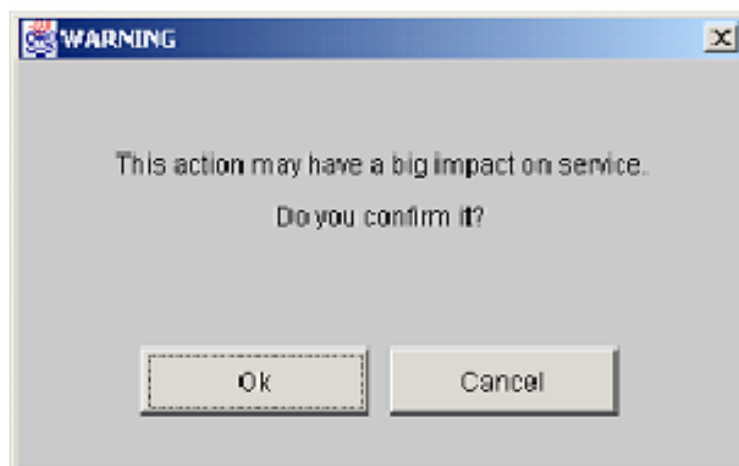 WARNING
This action may have a big impact on service.
Do you confirm it?
Ok
Cancel